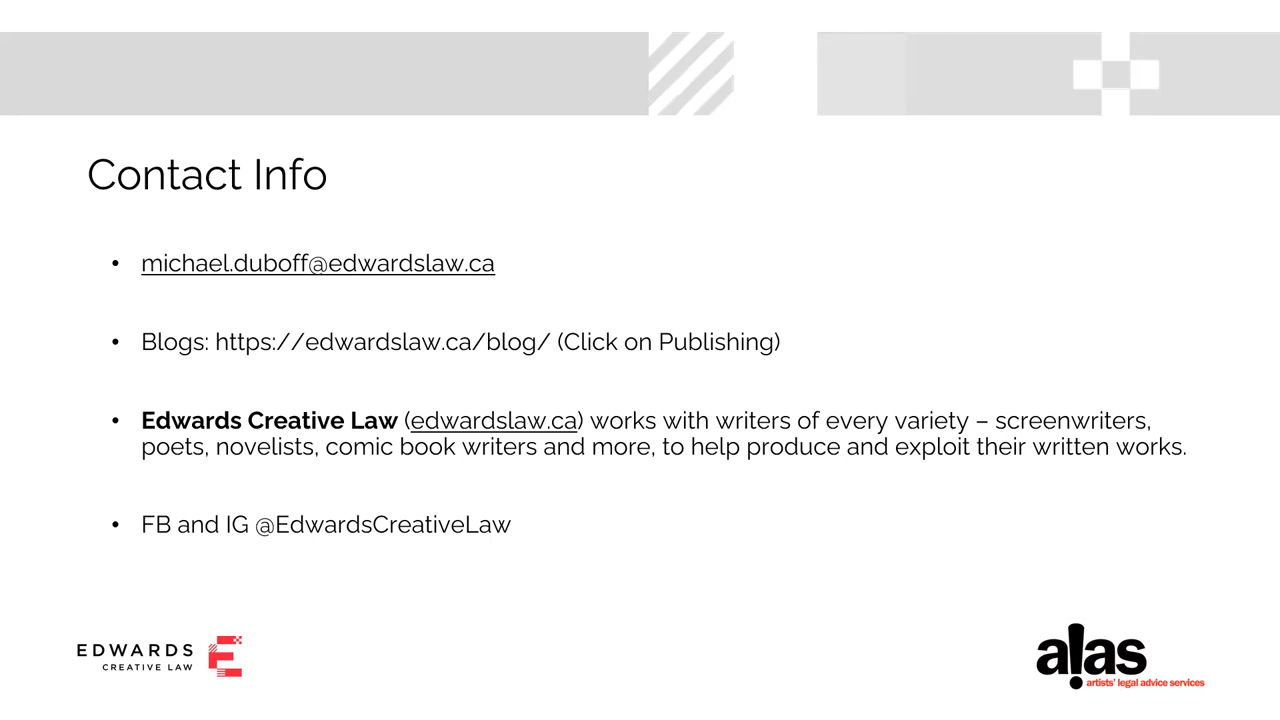 Contact Info
• michael.duboff@edwardslaw.ca
• Blogs: https://edwardslaw.ca/blog/ (Click on Publishing)
• Edwards Creative Law (edwardslaw.ca) works with writers of every variety – screenwriters,
poets, novelists, comic book writers and more, to help produce and exploit their written works.
• FB and IG @EdwardsCreativeLaw
EDWARDS
CREATIVE LAW
E
a!as
artists' legal advice services